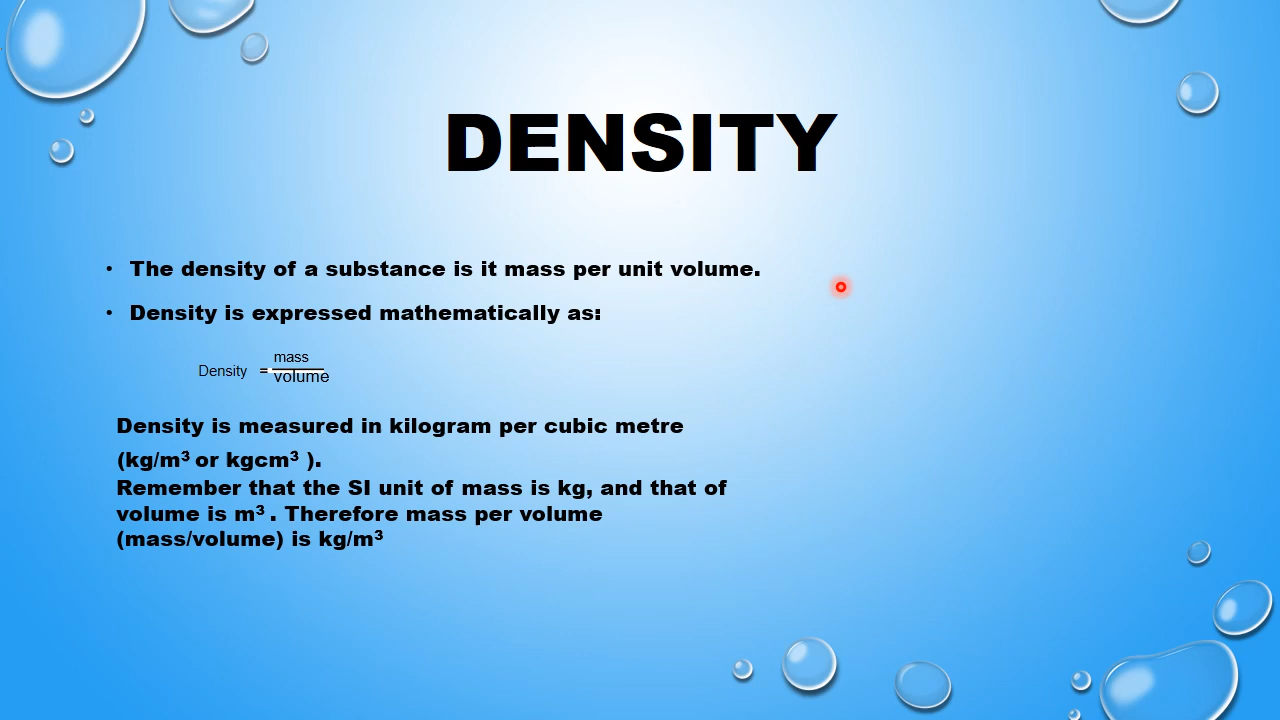 DENSITY
• The density of a substance is it mass per unit volume.
• Density is expressed mathematically as:
mass
Density =
volume
Density is measured in kilogram per cubic metre
(kg/m³ or kgcm³ ).
Remember that the SI unit of mass is kg, and that of
volume is m³ . Therefore mass per volume
(mass/volume) is kg/m³